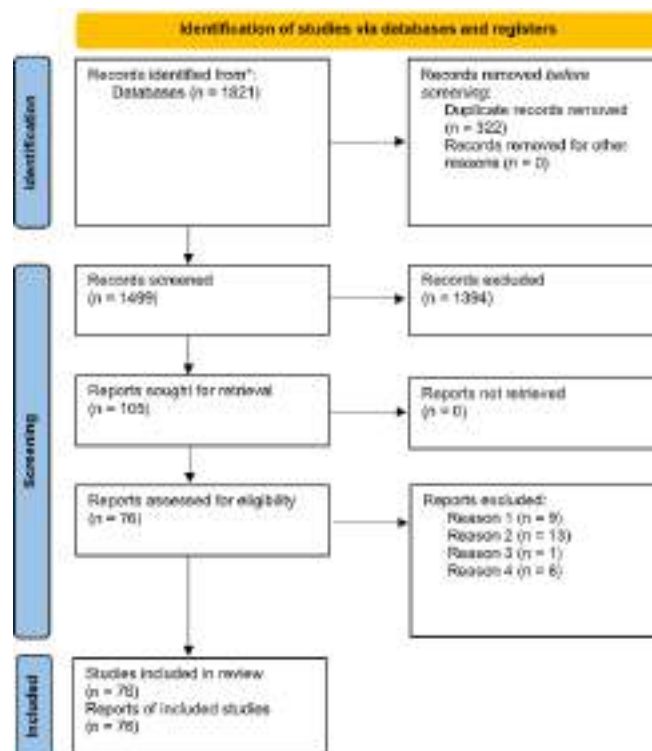 Identification of studies via databases and registers
Identification
Records identified from*:
Databases (n = 1821)
Records removed before
screening:
Duplicate records removed
(n = 322)
Records removed for other
reasons (n = 0)
Screening
Records screened
(n = 1499)
Records excluded
(n = 1394)
Reports sought for retrieval
(n = 105)
Reports not retrieved
(n = 0)
Reports assessed for eligibility
(n = 76)
Reports excluded:
Reason 1 (n = 9)
Reason 2 (n = 13)
Reason 3 (n = 1)
Reason 4 (n = 6)
Included
Studies included in review
(n = 76)
Reports of included studies
(n = 76)